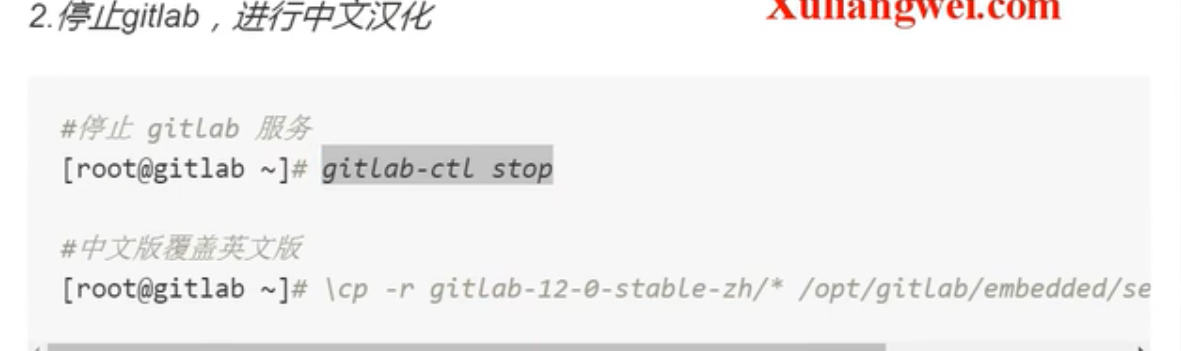 2.停止gitlab，进行中文汉化
Xuliangwei.com
#停止 gitlab 服务
[root@gitlab ~]# gitlab-ctl stop
#中文版覆盖英文版
[root@gitlab ~]# \cp -r gitlab-12-0-stable-zh/* /opt/gitlab/embedded/se